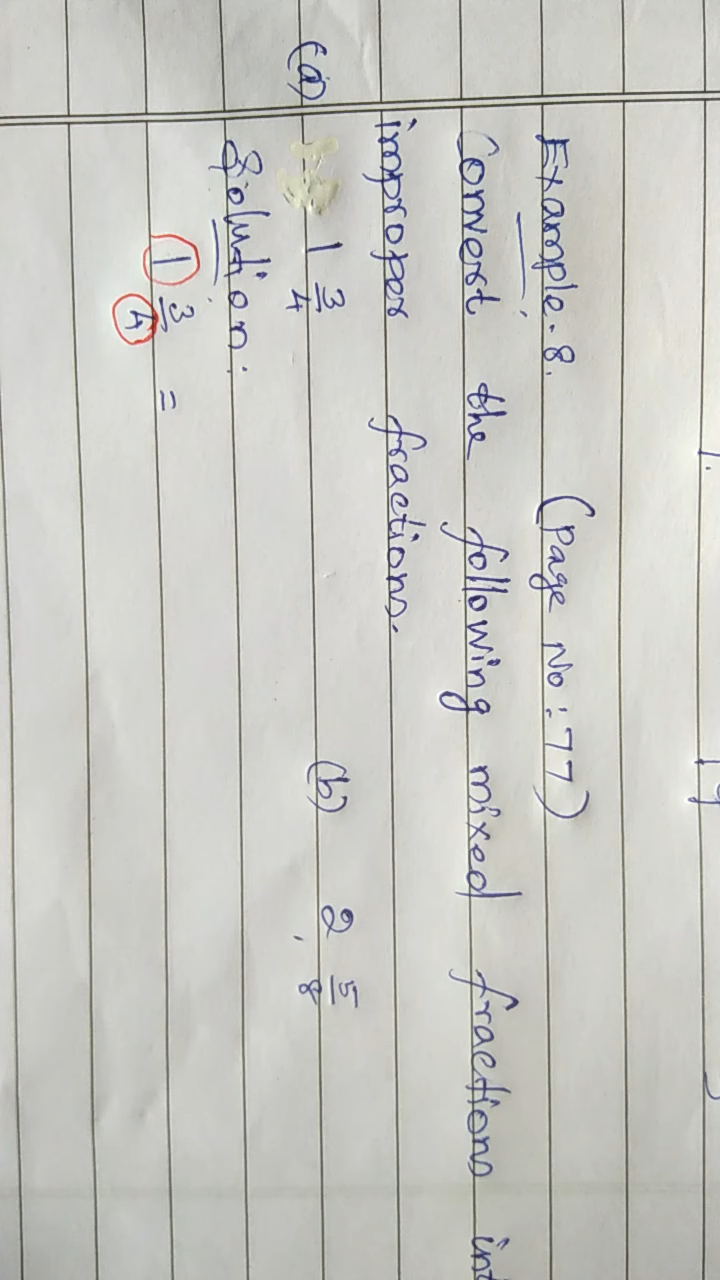 Example.8. (Page No: 77)
Convert the following mixed fractions int
improper fractions.
(a) 1 3/4 (b) 2 5/8
Solution:
1 3/4 =